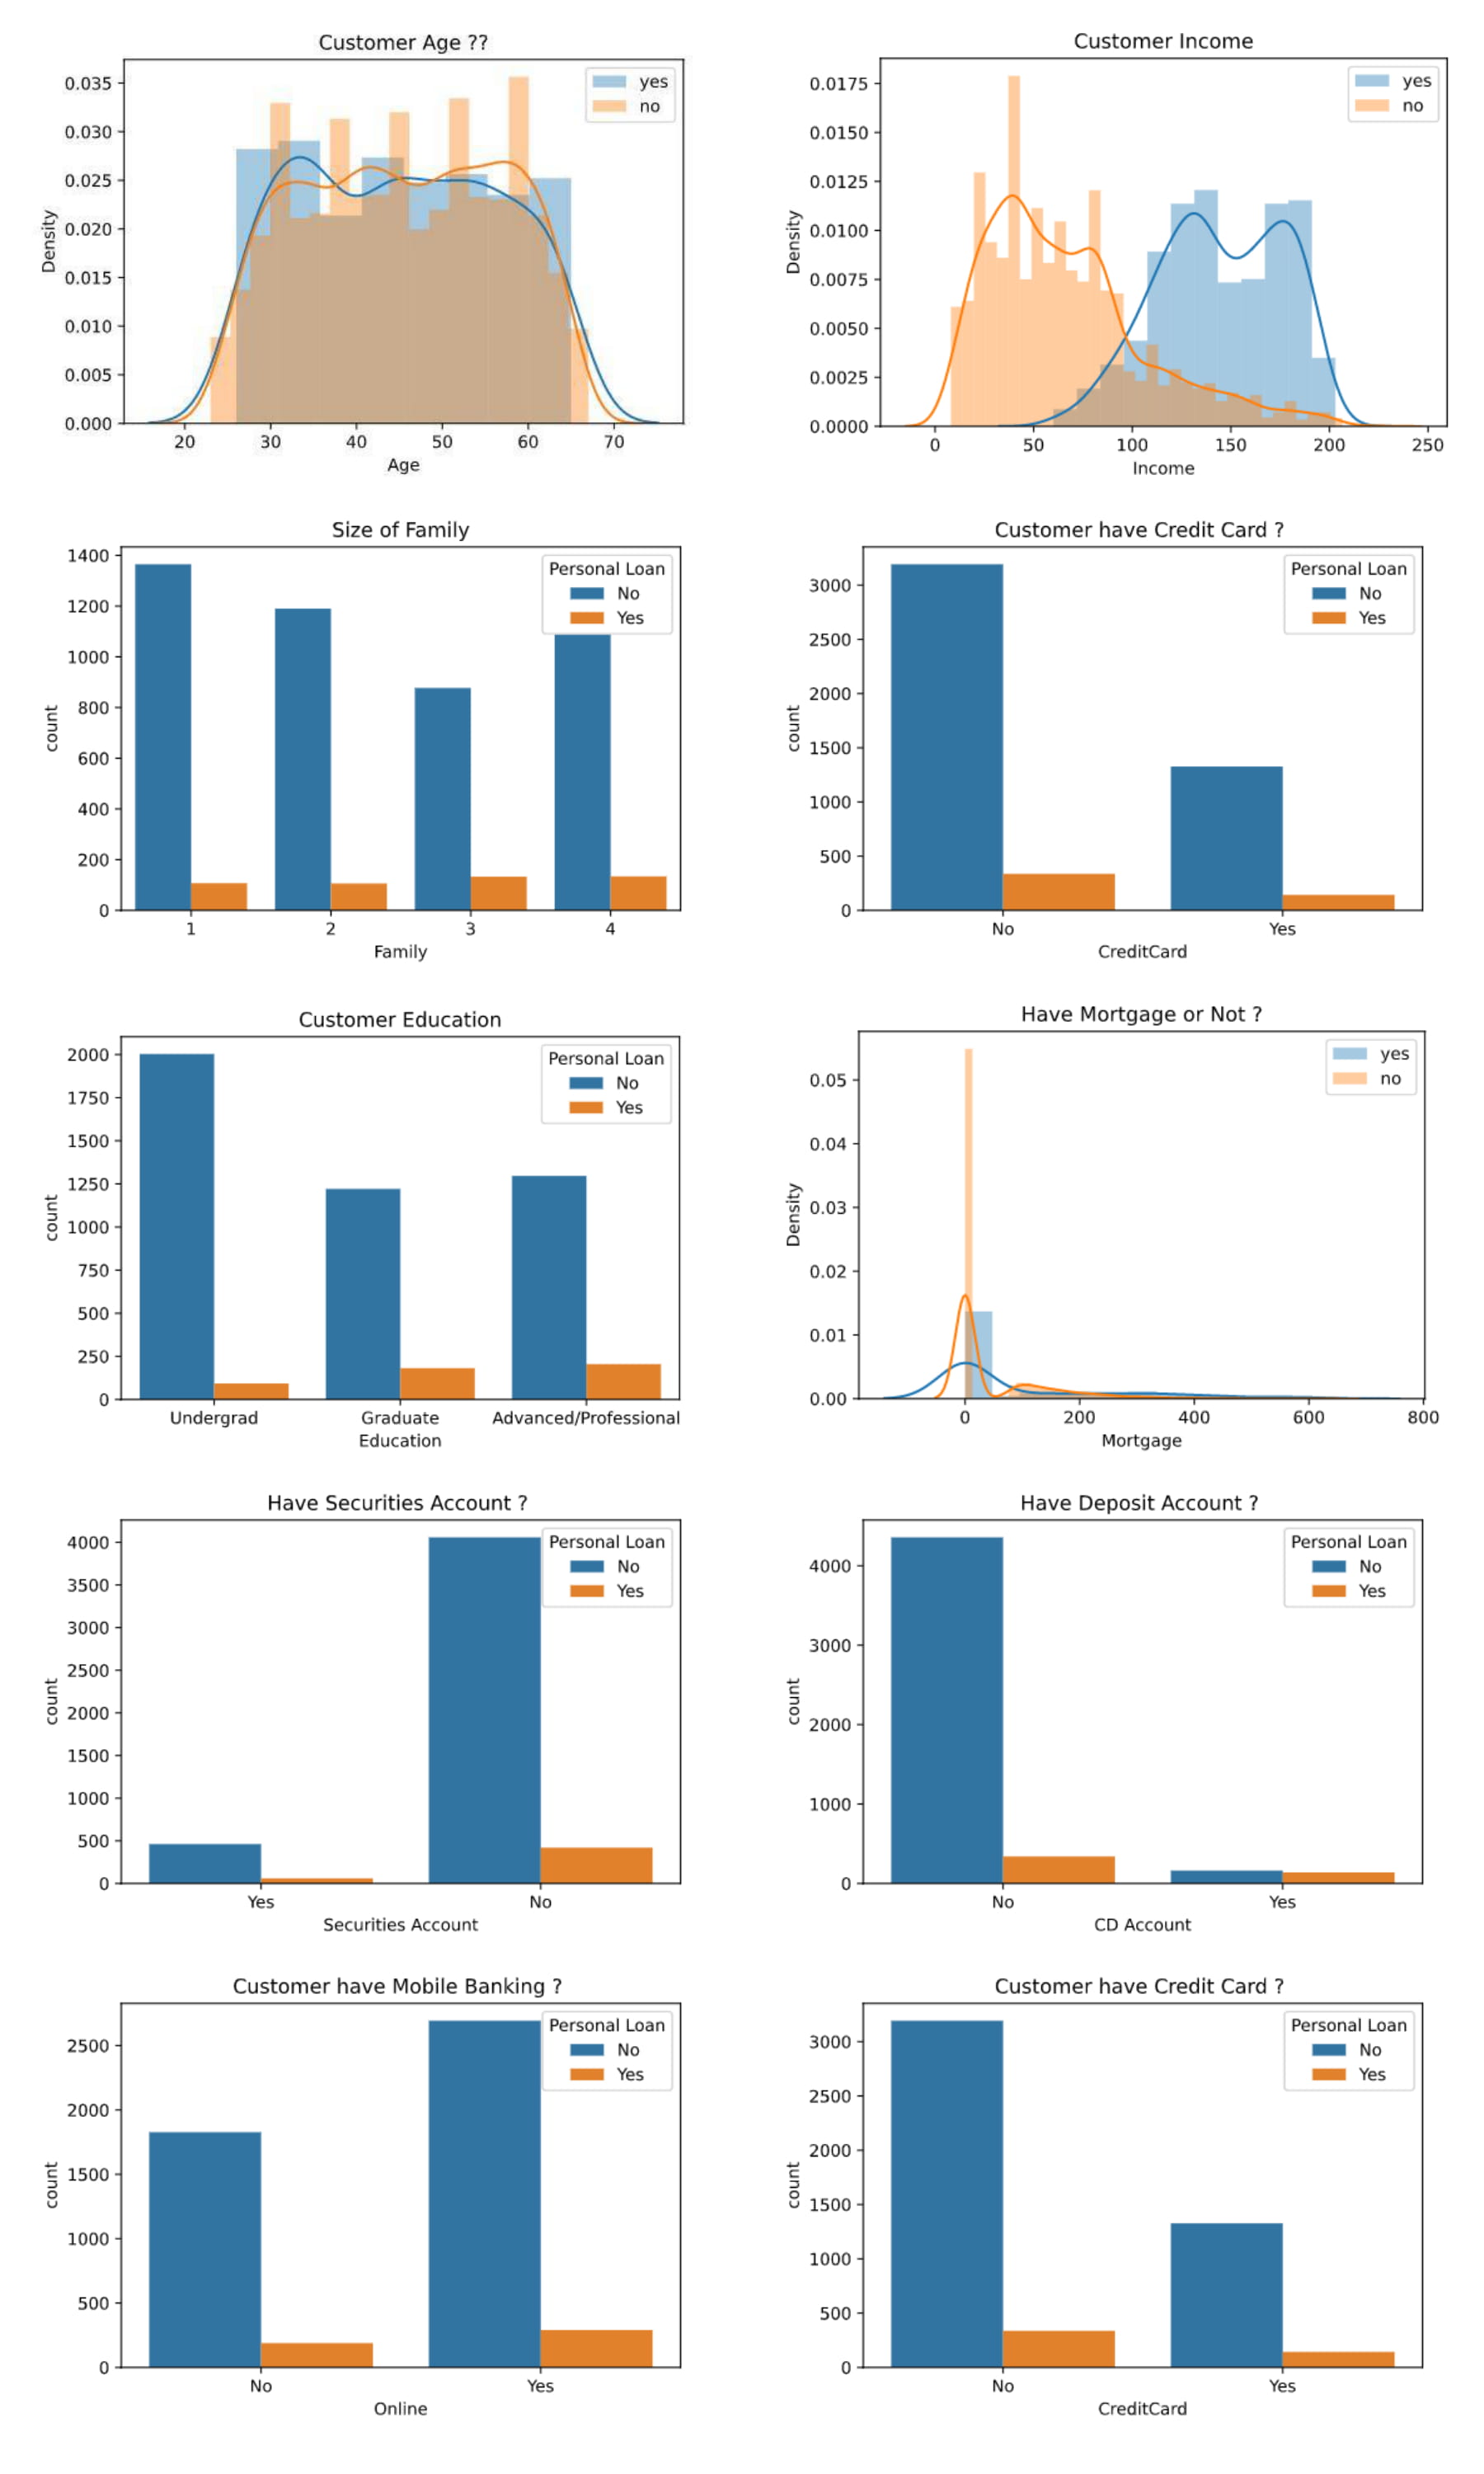 Customer Age ??
0.035
0.030
0.025
0.020
0.015
0.010
0.005
0.000
Density
yes
no
20 30 40 50 60 70
Age
Customer Income
0.0175
0.0150
0.0125
0.0100
0.0075
0.0050
0.0025
0.0000
Density
yes
no
0 50 100 150 200 250
Income
Size of Family
1400
1200
1000
800
600
400
200
0
count
Personal Loan
No
Yes
1 2 3 4
Family
Customer have Credit Card ?
3000
2500
2000
1500
1000
500
0
count
Personal Loan
No
Yes
No Yes
CreditCard
Customer Education
2000
1750
1500
1250
1000
750
500
250
0
count
Personal Loan
No
Yes
Undergrad Graduate Advanced/Professional
Education
Have Mortgage or Not ?
0.05
0.04
0.03
0.02
0.01
0.00
Density
yes
no
0 200 400 600 800
Mortgage
Have Securities Account ?
4000
3500
3000
2500
2000
1500
1000
500
0
count
Personal Loan
No
Yes
Yes No
Securities Account
Have Deposit Account ?
4000
3000
2000
1000
0
count
Personal Loan
No
Yes
No Yes
CD Account
Customer have Mobile Banking ?
2500
2000
1500
1000
500
0
count
Personal Loan
No
Yes
No Yes
Online
Customer have Credit Card ?
3000
2500
2000
1500
1000
500
0
count
Personal Loan
No
Yes
No Yes
CreditCard